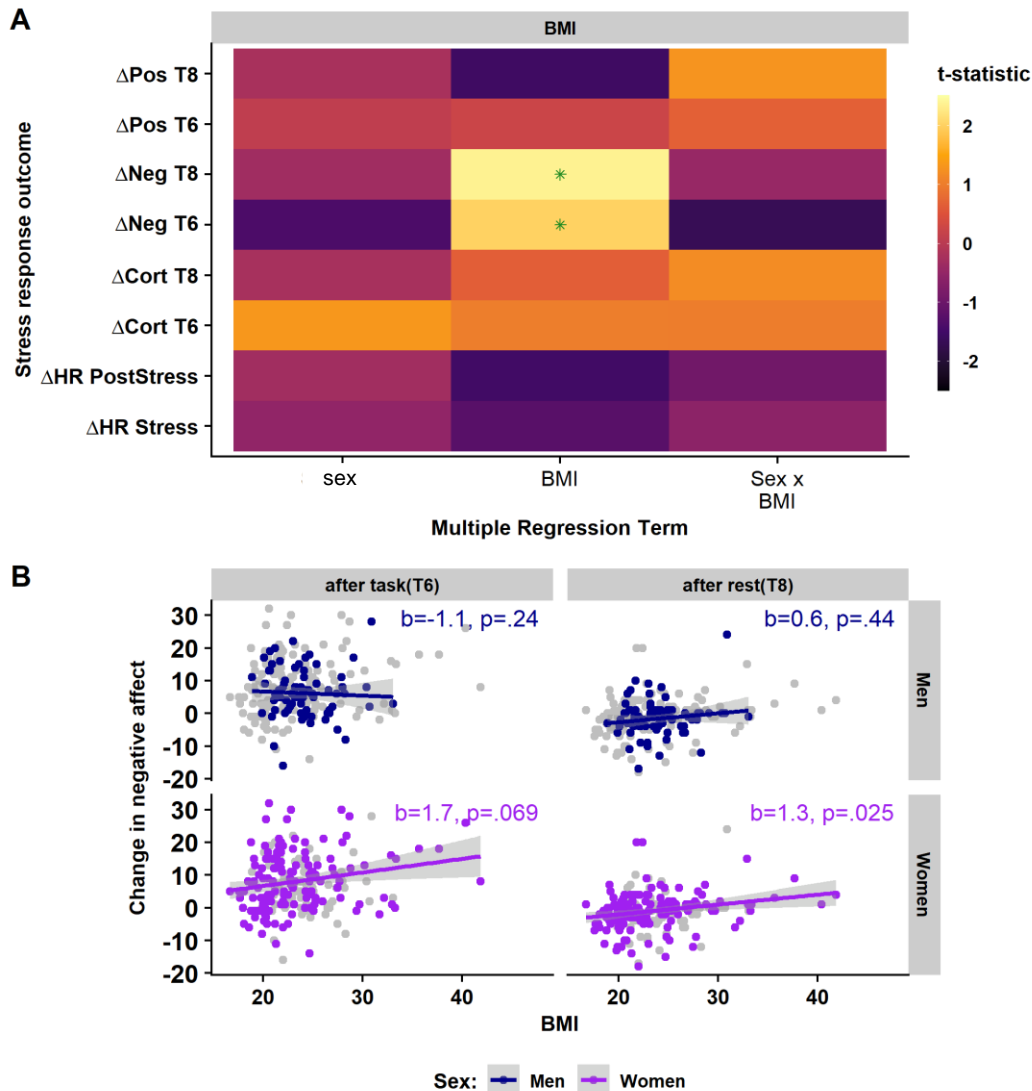 A
BMI
Stress response outcome
ΔPos T8
ΔPos T6
ΔNeg T8
ΔNeg T6
ΔCort T8
ΔCort T6
ΔHR PostStress
ΔHR Stress
sex
BMI
Sex x
BMI
Multiple Regression Term
t-statistic
2
1
0
-1
-2
B
after task(T6)
after rest(T8)
Change in negative affect
30
20
10
0
-10
-20
b=-1.1, p=.24
b=0.6, p=.44
Men
30
20
10
0
-10
-20
b=1.7, p=.069
b=1.3, p=.025
Women
20
30
40
20
30
40
BMI
Sex:
Men
Women